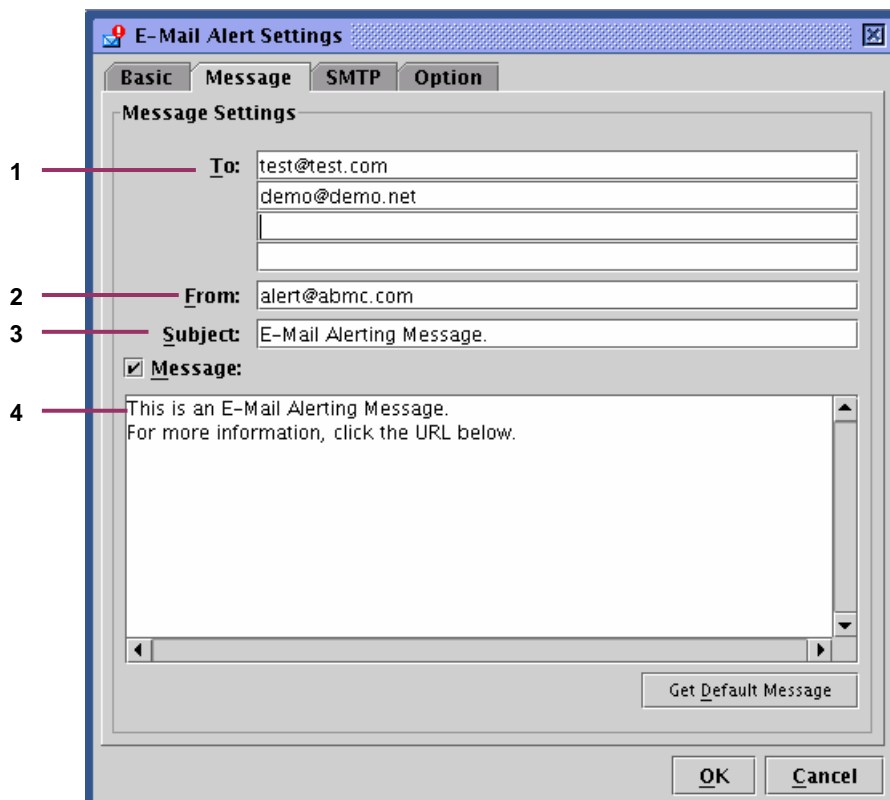 E-Mail Alert Settings
Basic Message SMTP Option
Message Settings
1 To: test@test.com
demo@demo.net
2 From: alert@abmc.com
3 Subject: E-Mail Alerting Message.
Message:
4 This is an E-Mail Alerting Message.
For more information, click the URL below.
Get Default Message
OK Cancel